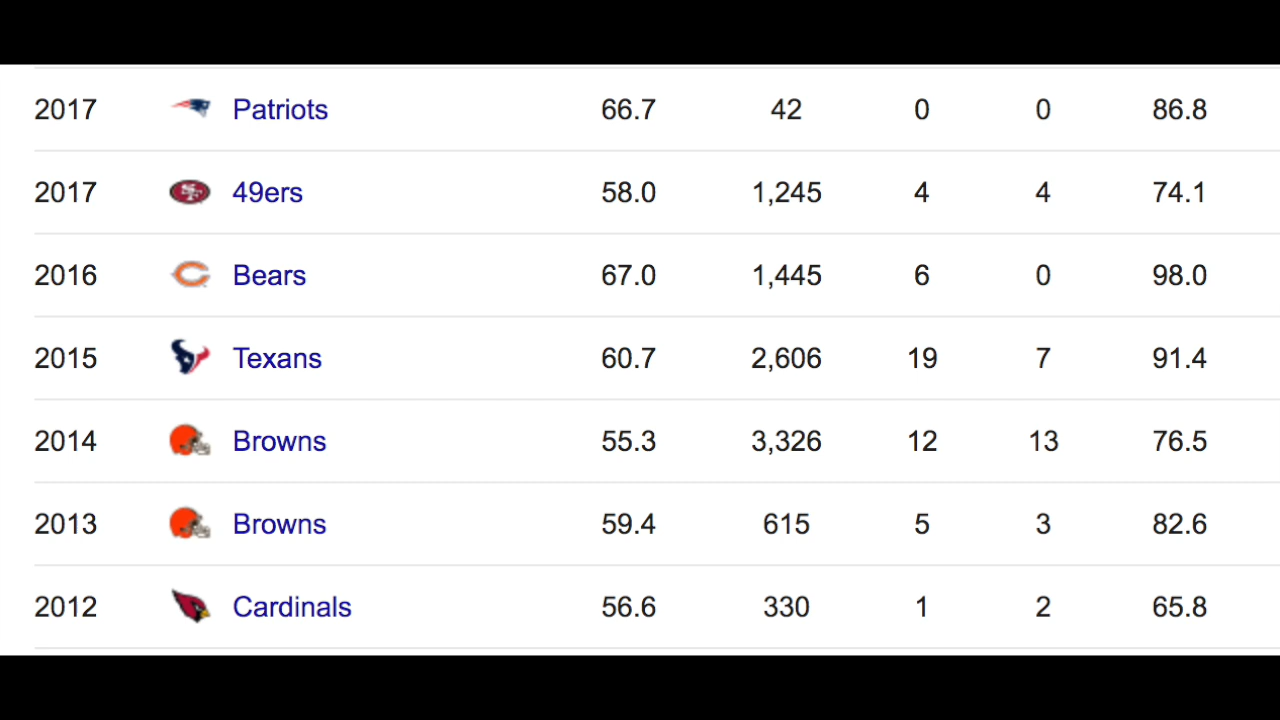 2017 Patriots 66.7 42 0 0 86.8
2017 49ers 58.0 1,245 4 4 74.1
2016 Bears 67.0 1,445 6 0 98.0
2015 Texans 60.7 2,606 19 7 91.4
2014 Browns 55.3 3,326 12 13 76.5
2013 Browns 59.4 615 5 3 82.6
2012 Cardinals 56.6 330 1 2 65.8